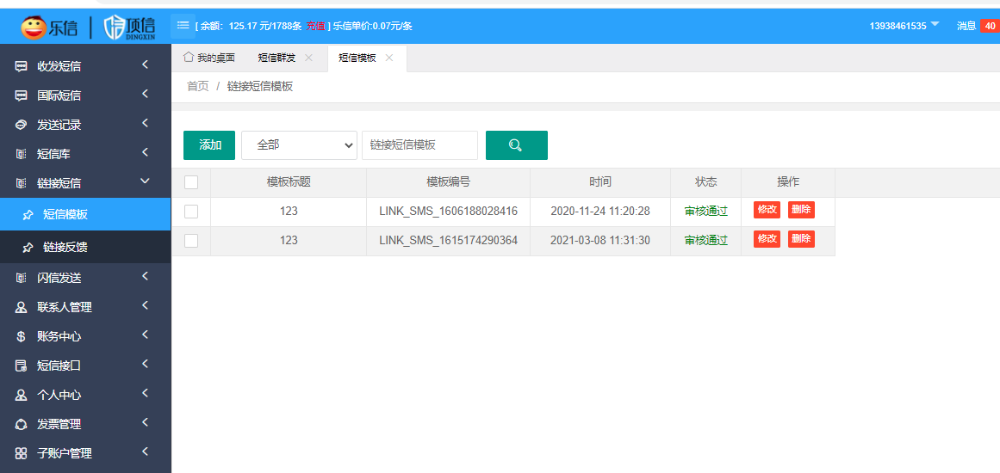 乐信 顶信 DINGXIN
[ 余额：125.17 元/1788条 充值 ] 乐信单价:0.07元/条
13938461535 消息 40
我的桌面 短信群发 短信模板
首页 / 链接短信模板
收发短信
国际短信
发送记录
短信库
链接短信
短信模板
链接反馈
闪信发送
联系人管理
账务中心
短信接口
个人中心
发票管理
子账户管理
添加 全部 链接短信模板
模板标题 模板编号 时间 状态 操作
123 LINK_SMS_1606188028416 2020-11-24 11:20:28 审核通过 修改 删除
123 LINK_SMS_1615174290364 2021-03-08 11:31:30 审核通过 修改 删除